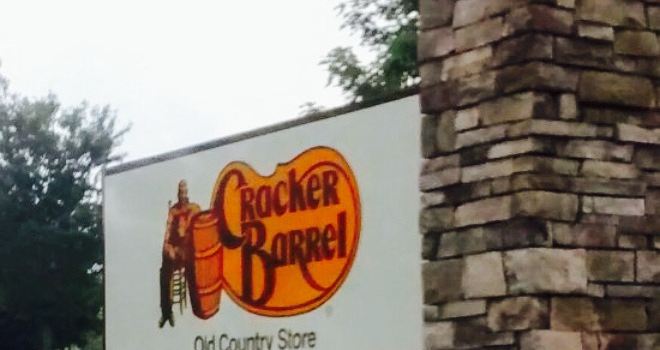 Cracker
Barrel
Old Country Store